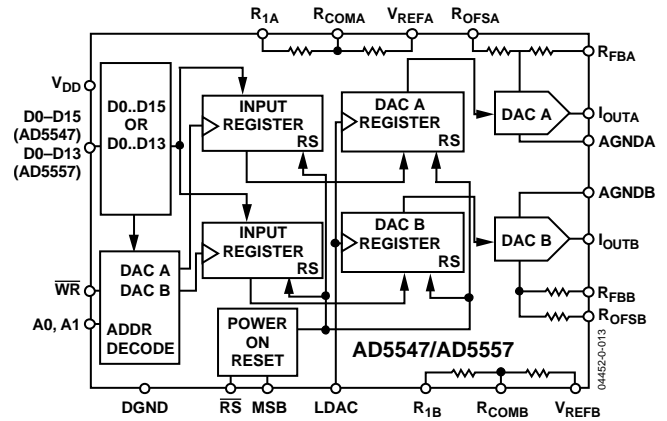 R1A RCOMA VREFA ROFSA
RFBA
VDD
D0–D15
(AD5547)
D0–D13
(AD5557)
D0..D15
OR
D0..D13
INPUT
REGISTER
RS
DAC A
REGISTER
RS
DAC A
IOUTA
AGNDA
AGNDB
INPUT
REGISTER
RS
DAC B
REGISTER
RS
DAC B
IOUTB
RFBB
ROFSB
DAC A
DAC B
ADDR
DECODE
W̅R̅
A0, A1
POWER
ON
RESET
AD5547/AD5557
04452-0-013
DGND R̅S̅ MSB LDAC R1B RCOMB VREFB